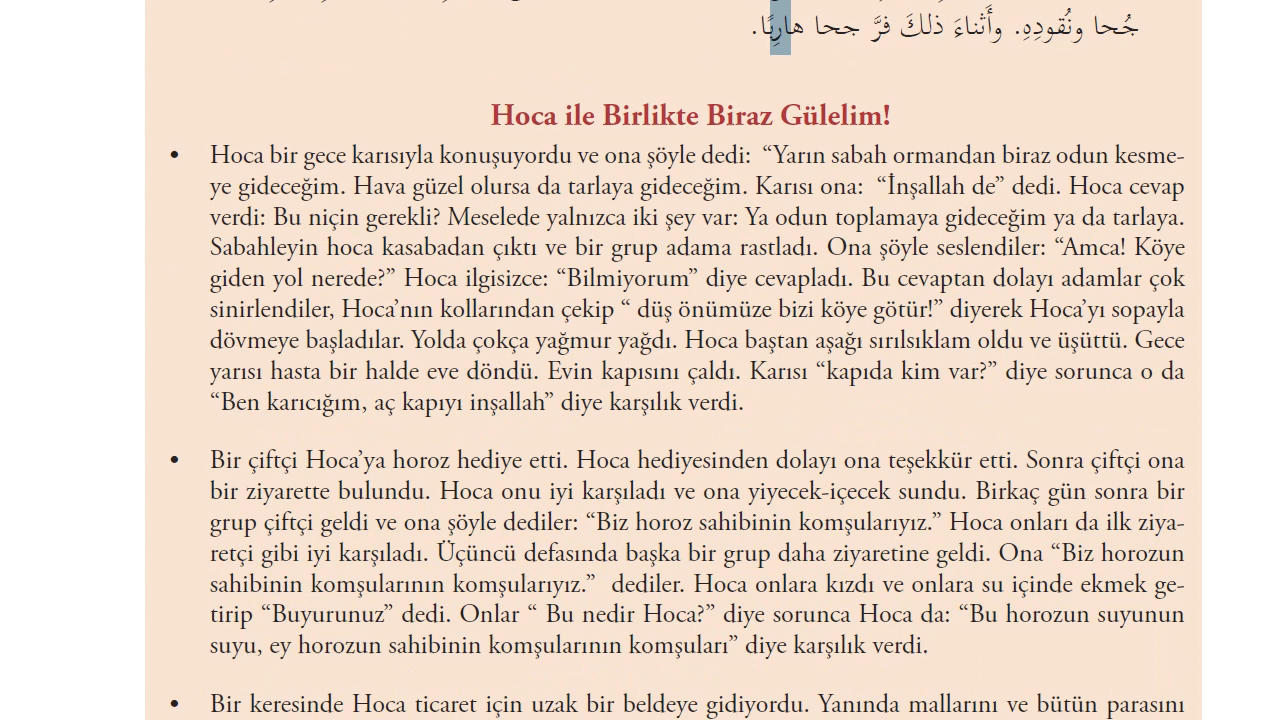 جُحا ونُقودِهِ. وأَثناءَ ذلكَ فرَّ جحا هارِبًا.
Hoca ile Birlikte Biraz Gülelim!
• Hoca bir gece karısıyla konuşuyordu ve ona şöyle dedi:  “Yarın sabah ormandan biraz odun kesme-
ye gideceğim. Hava güzel olursa da tarlaya gideceğim. Karısı ona:  “İnşallah de” dedi. Hoca cevap
verdi: Bu niçin gerekli? Meselede yalnızca iki şey var: Ya odun toplamaya gideceğim ya da tarlaya.
Sabahleyin hoca kasabadan çıktı ve bir grup adama rastladı. Ona şöyle seslendiler: “Amca! Köye
giden yol nerede?” Hoca ilgisizce: “Bilmiyorum” diye cevapladı. Bu cevaptan dolayı adamlar çok
sinirlendiler, Hoca’nın kollarından çekip “ düş önümüze bizi köye götür!” diyerek Hoca’yı sopayla
dövmeye başladılar. Yolda çokça yağmur yağdı. Hoca baştan aşağı sırılsıklam oldu ve üşüttü. Gece
yarısı hasta bir halde eve döndü. Evin kapısını çaldı. Karısı “kapıda kim var?” diye sorunca o da
“Ben karıcığım, aç kapıyı inşallah” diye karşılık verdi.
• Bir çiftçi Hoca’ya horoz hediye etti. Hoca hediyesinden dolayı ona teşekkür etti. Sonra çiftçi ona
bir ziyarette bulundu. Hoca onu iyi karşıladı ve ona yiyecek-içecek sundu. Birkaç gün sonra bir
grup çiftçi geldi ve ona şöyle dediler: “Biz horoz sahibinin komşularıyız.” Hoca onları da ilk ziya-
retçi gibi iyi karşıladı. Üçüncü defasında başka bir grup daha ziyaretine geldi. Ona “Biz horozun
sahibinin komşularının komşularıyız.”  dediler. Hoca onlara kızdı ve onlara su içinde ekmek ge-
tirip “Buyurunuz” dedi. Onlar “ Bu nedir Hoca?” diye sorunca Hoca da: “Bu horozun suyunun
suyu, ey horozun sahibinin komşularının komşuları” diye karşılık verdi.
• Bir keresinde Hoca ticaret için uzak bir beldeye gidiyordu. Yanında mallarını ve bütün parasını